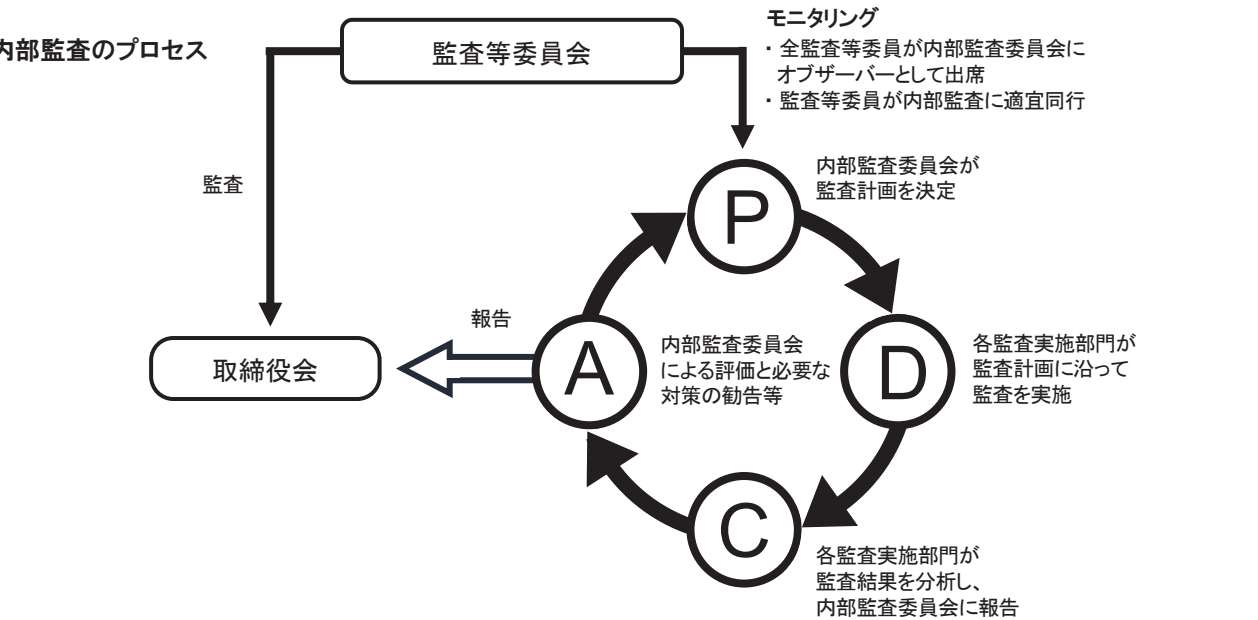 内部監査のプロセス
監査等委員会
モニタリング
・全監査等委員が内部監査委員会に
オブザーバーとして出席
・監査等委員が内部監査に適宜同行
監査
P
内部監査委員会が
監査計画を決定
報告
取締役会
A
内部監査委員会
による評価と必要な
対策の勧告等
D
各監査実施部門が
監査計画に沿って
監査を実施
C
各監査実施部門が
監査結果を分析し、
内部監査委員会に報告